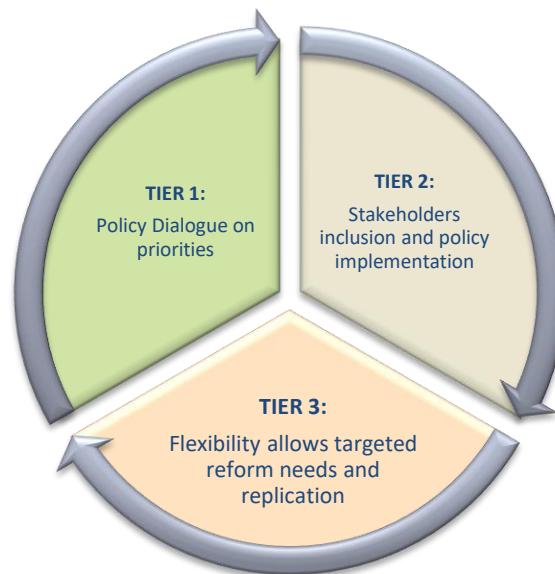 TIER 1:
Policy Dialogue on
priorities
TIER 2:
Stakeholders
inclusion and policy
implementation
TIER 3:
Flexibility allows targeted
reform needs and
replication